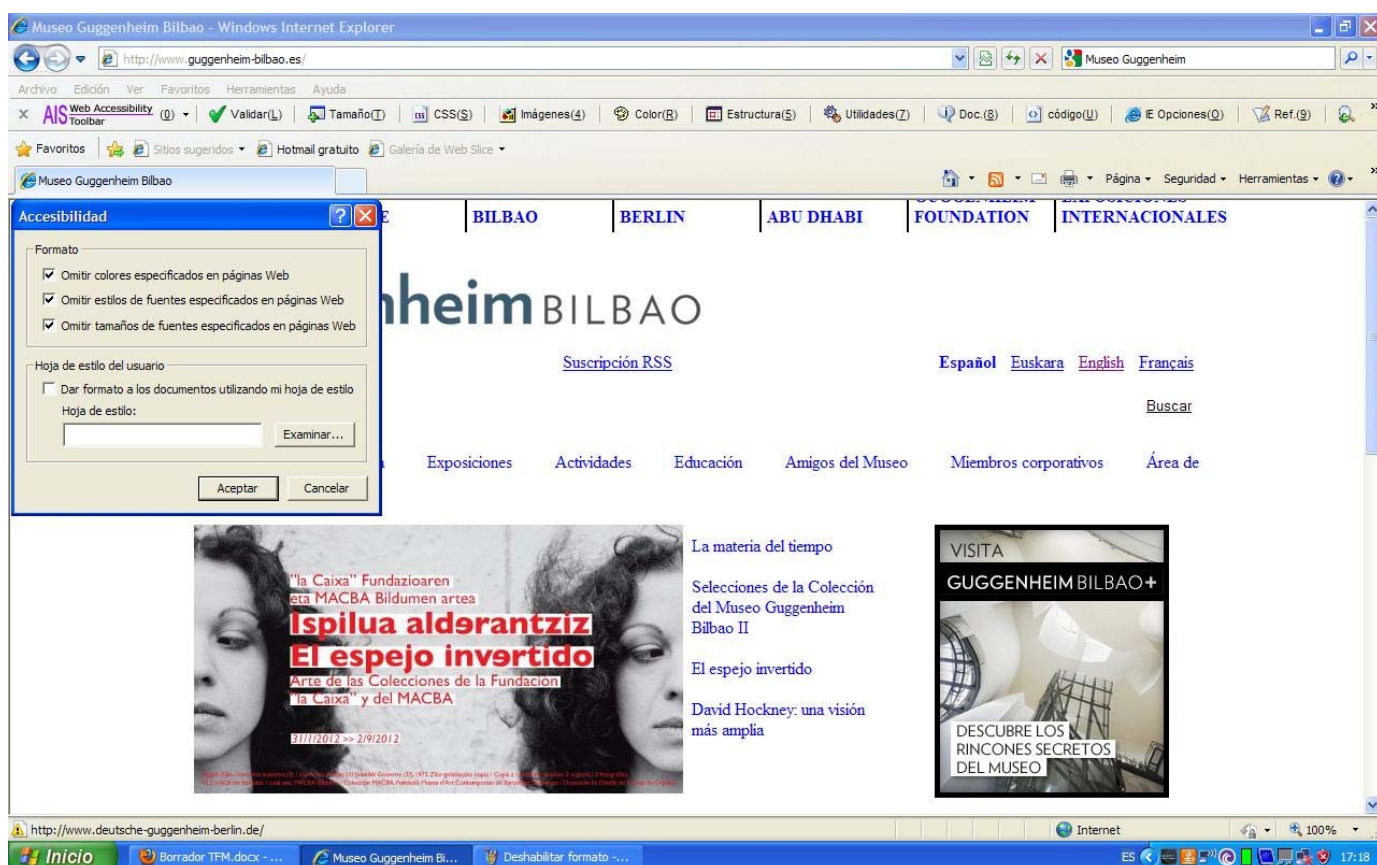 Museo Guggenheim Bilbao - Windows Internet Explorer
http://www.guggenheim-bilbao.es/
Museo Guggenheim
Archivo Edición Ver Favoritos Herramientas Ayuda
AIS Web Accessibility Toolbar (0) Validar(L) Tamaño(T) CSS(S) Imágenes(4) Color(R) Estructura(5) Utilidades(7) Doc.(8) código(U) IE Opciones(O) Ref.(9)
Favoritos Sitios sugeridos Hotmail gratuito Galería de Web Slice
Museo Guggenheim Bilbao
Página Seguridad Herramientas
Accesibilidad
Formato
Omitir colores especificados en páginas Web
Omitir estilos de fuentes especificados en páginas Web
Omitir tamaños de fuentes especificados en páginas Web
Hoja de estilo del usuario
Dar formato a los documentos utilizando mi hoja de estilo
Hoja de estilo:
Examinar...
Aceptar Cancelar
BILBAO BERLIN ABU DHABI FOUNDATION INTERNACIONALES
nheim BILBAO
Suscripción RSS
Español Euskara English Français
Buscar
Exposiciones Actividades Educación Amigos del Museo Miembros corporativos Área de
"la Caixa" Fundazioaren
eta MACBA Bildumen artea
Ispilua alderantziz
El espejo invertido
Arte de las Colecciones de la Fundación
"la Caixa" y del MACBA
31/1/2012 >> 2/9/2012
La materia del tiempo
Selecciones de la Colección
del Museo Guggenheim
Bilbao II
El espejo invertido
David Hockney: una visión
más amplia
VISITA
GUGGENHEIM BILBAO+
DESCUBRE LOS
RINCONES SECRETOS
DEL MUSEO
http://www.deutsche-guggenheim-berlin.de/
Internet
100%
Inicio
Borrador TFM.docx - ...
Museo Guggenheim Bi...
Deshabilitar formato -...
ES
17:18